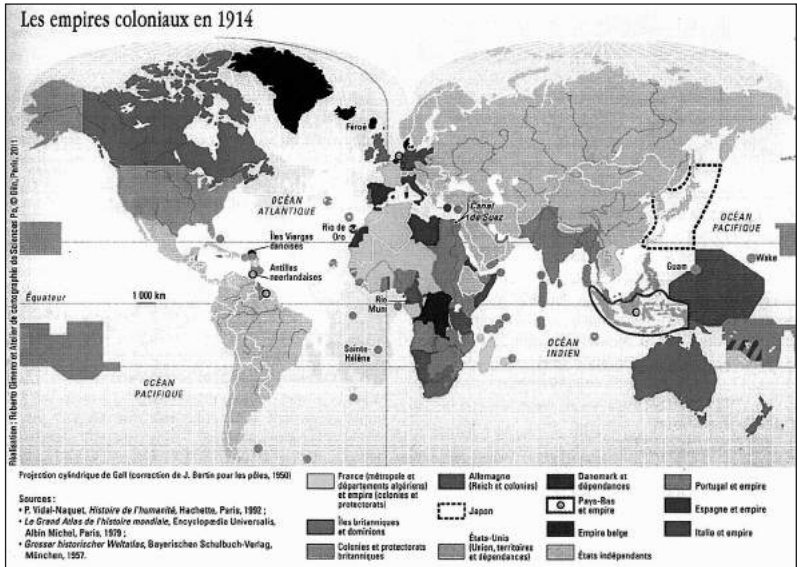 Les empires coloniaux en 1914
Féroé
OCÉAN
ATLANTIQUE
Canal
de Suez
Rio de
Oro
Îles Vierges
danoises
Antilles
néerlandaises
OCÉAN
PACIFIQUE
Wake
Guam
Équateur
1 000 km
Rio
Muni
Sainte-
Hélène
OCÉAN
INDIEN
OCÉAN
PACIFIQUE
Réalisation : Roberto Gimeno et Atelier de cartographie de Sciences Po, © Dila, Paris, 2011
Projection cylindrique de Gall (correction de J. Bertin pour les pôles, 1950)
Sources :
• P. Vidal-Naquet, Histoire de l'humanité, Hachette, Paris, 1992 ;
• Le Grand Atlas de l'histoire mondiale, Encyclopædia Universalis,
Albin Michel, Paris, 1979 ;
• Grosser historischer Weltatlas, Bayerischen Schulbuch-Verlag,
München, 1957.
France (métropole et
départements algériens)
et empire (colonies et
protectorats)
Îles britanniques
et dominions
Colonies et protectorats
britanniques
Allemagne
(Reich et colonies)
Japon
États-Unis
(Union, territoires
et dépendances)
Danemark et
dépendances
Pays-Bas
et empire
Empire belge
États indépendants
Portugal et empire
Espagne et empire
Italie et empire